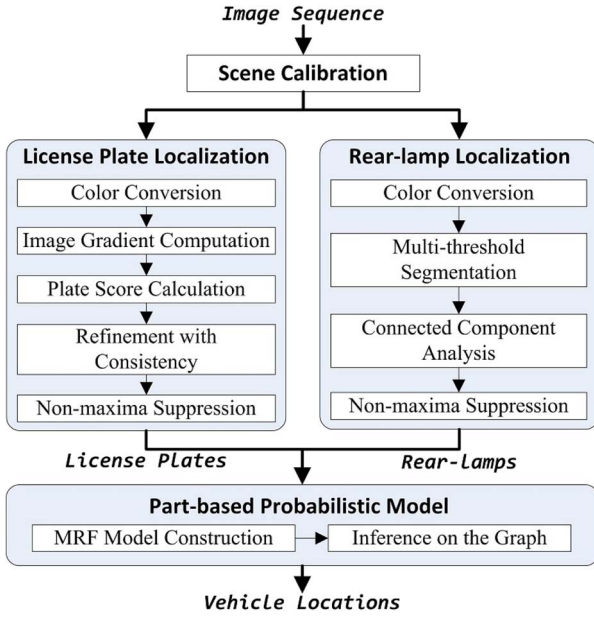 Image Sequence
Scene Calibration
License Plate Localization
Color Conversion
Image Gradient Computation
Plate Score Calculation
Refinement with
Consistency
Non-maxima Suppression
Rear-lamp Localization
Color Conversion
Multi-threshold
Segmentation
Connected Component
Analysis
Non-maxima Suppression
License Plates
Rear-lamps
Part-based Probabilistic Model
MRF Model Construction
Inference on the Graph
Vehicle Locations